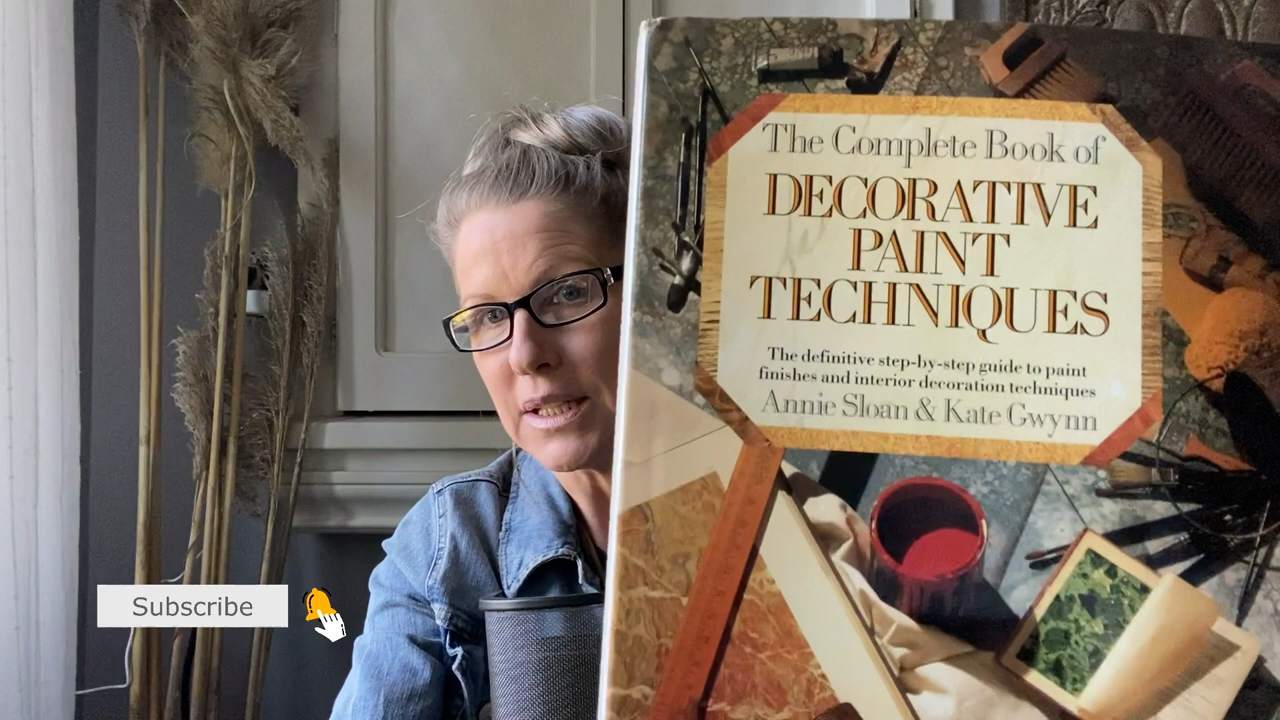 The Complete Book of
DECORATIVE
PAINT
TECHNIQUES
The definitive step-by-step guide to paint
finishes and interior decoration techniques
Annie Sloan & Kate Gwynn
Subscribe